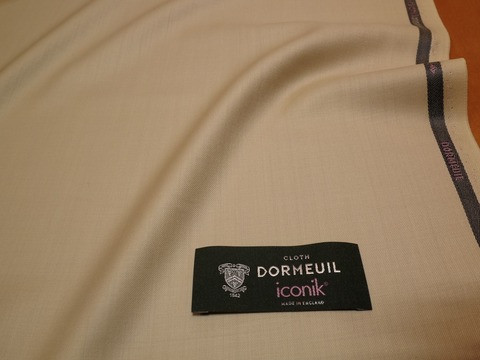 DORMEUIL
CLOTH
DORMEUIL
iconik®
MADE IN ENGLAND
1842